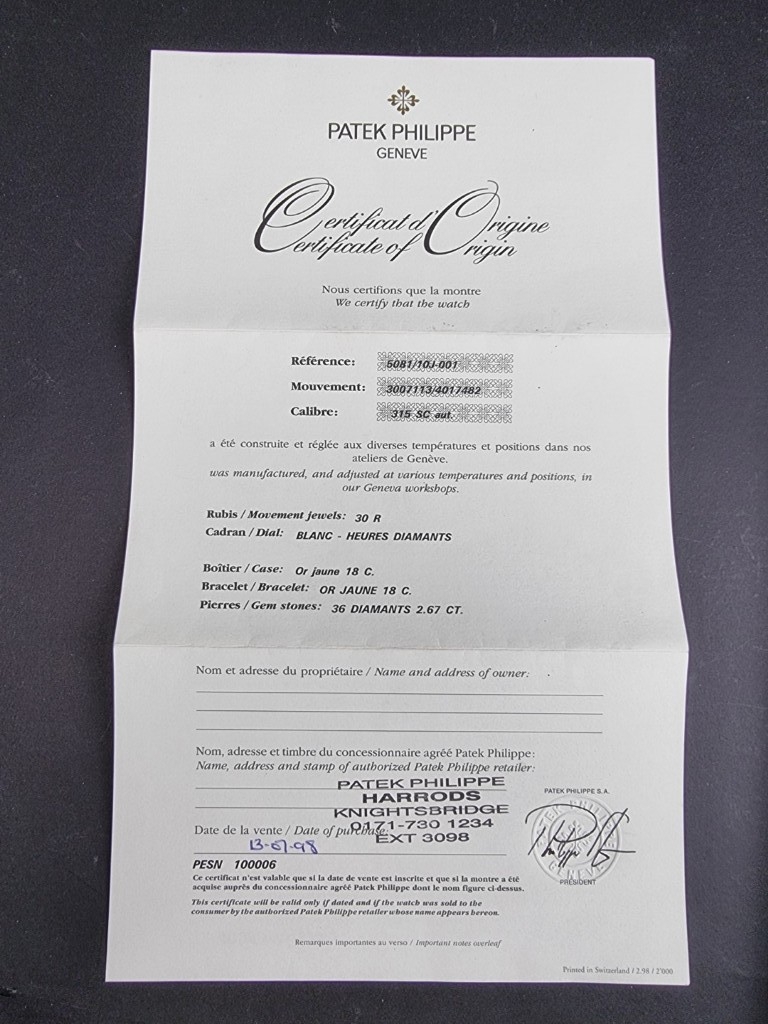 PATEK PHILIPPE
GENEVE
Certificat d'Origine
Certificate of Origin
Nous certifions que la montre
We certify that the watch
Référence: 5081/10J-001
Mouvement: 3007113/4017482
Calibre: 315 SC aut.
a été construite et réglée aux diverses températures et positions dans nos
ateliers de Genève.
was manufactured, and adjusted at various temperatures and positions, in
our Geneva workshops.
Rubis / Movement jewels: 30 R
Cadran / Dial: BLANC - HEURES DIAMANTS
Boîtier / Case: Or jaune 18 C.
Bracelet / Bracelet: OR JAUNE 18 C.
Pierres / Gem stones: 36 DIAMANTS 2.67 CT.
Nom et adresse du propriétaire / Name and address of owner:
Nom, adresse et timbre du concessionnaire agréé Patek Philippe:
Name, address and stamp of authorized Patek Philippe retailer:
PATEK PHILIPPE
HARRODS
KNIGHTSBRIDGE
0171-730 1234
EXT 3098
PATEK PHILIPPE S.A.
GENEVE
PRESIDENT
Date de la vente / Date of purchase:
13-07-98
PESN 100006
Ce certificat n'est valable que si la date de vente est inscrite et que si la montre a été
acquise auprès du concessionnaire agréé Patek Philippe dont le nom figure ci-dessus.
This certificate will be valid only if dated and if the watch was sold to the
consumer by the authorized Patek Philippe retailer whose name appears hereon.
Remarques importantes au verso / Important notes overleaf
Printed in Switzerland / 2.98 / 2'000